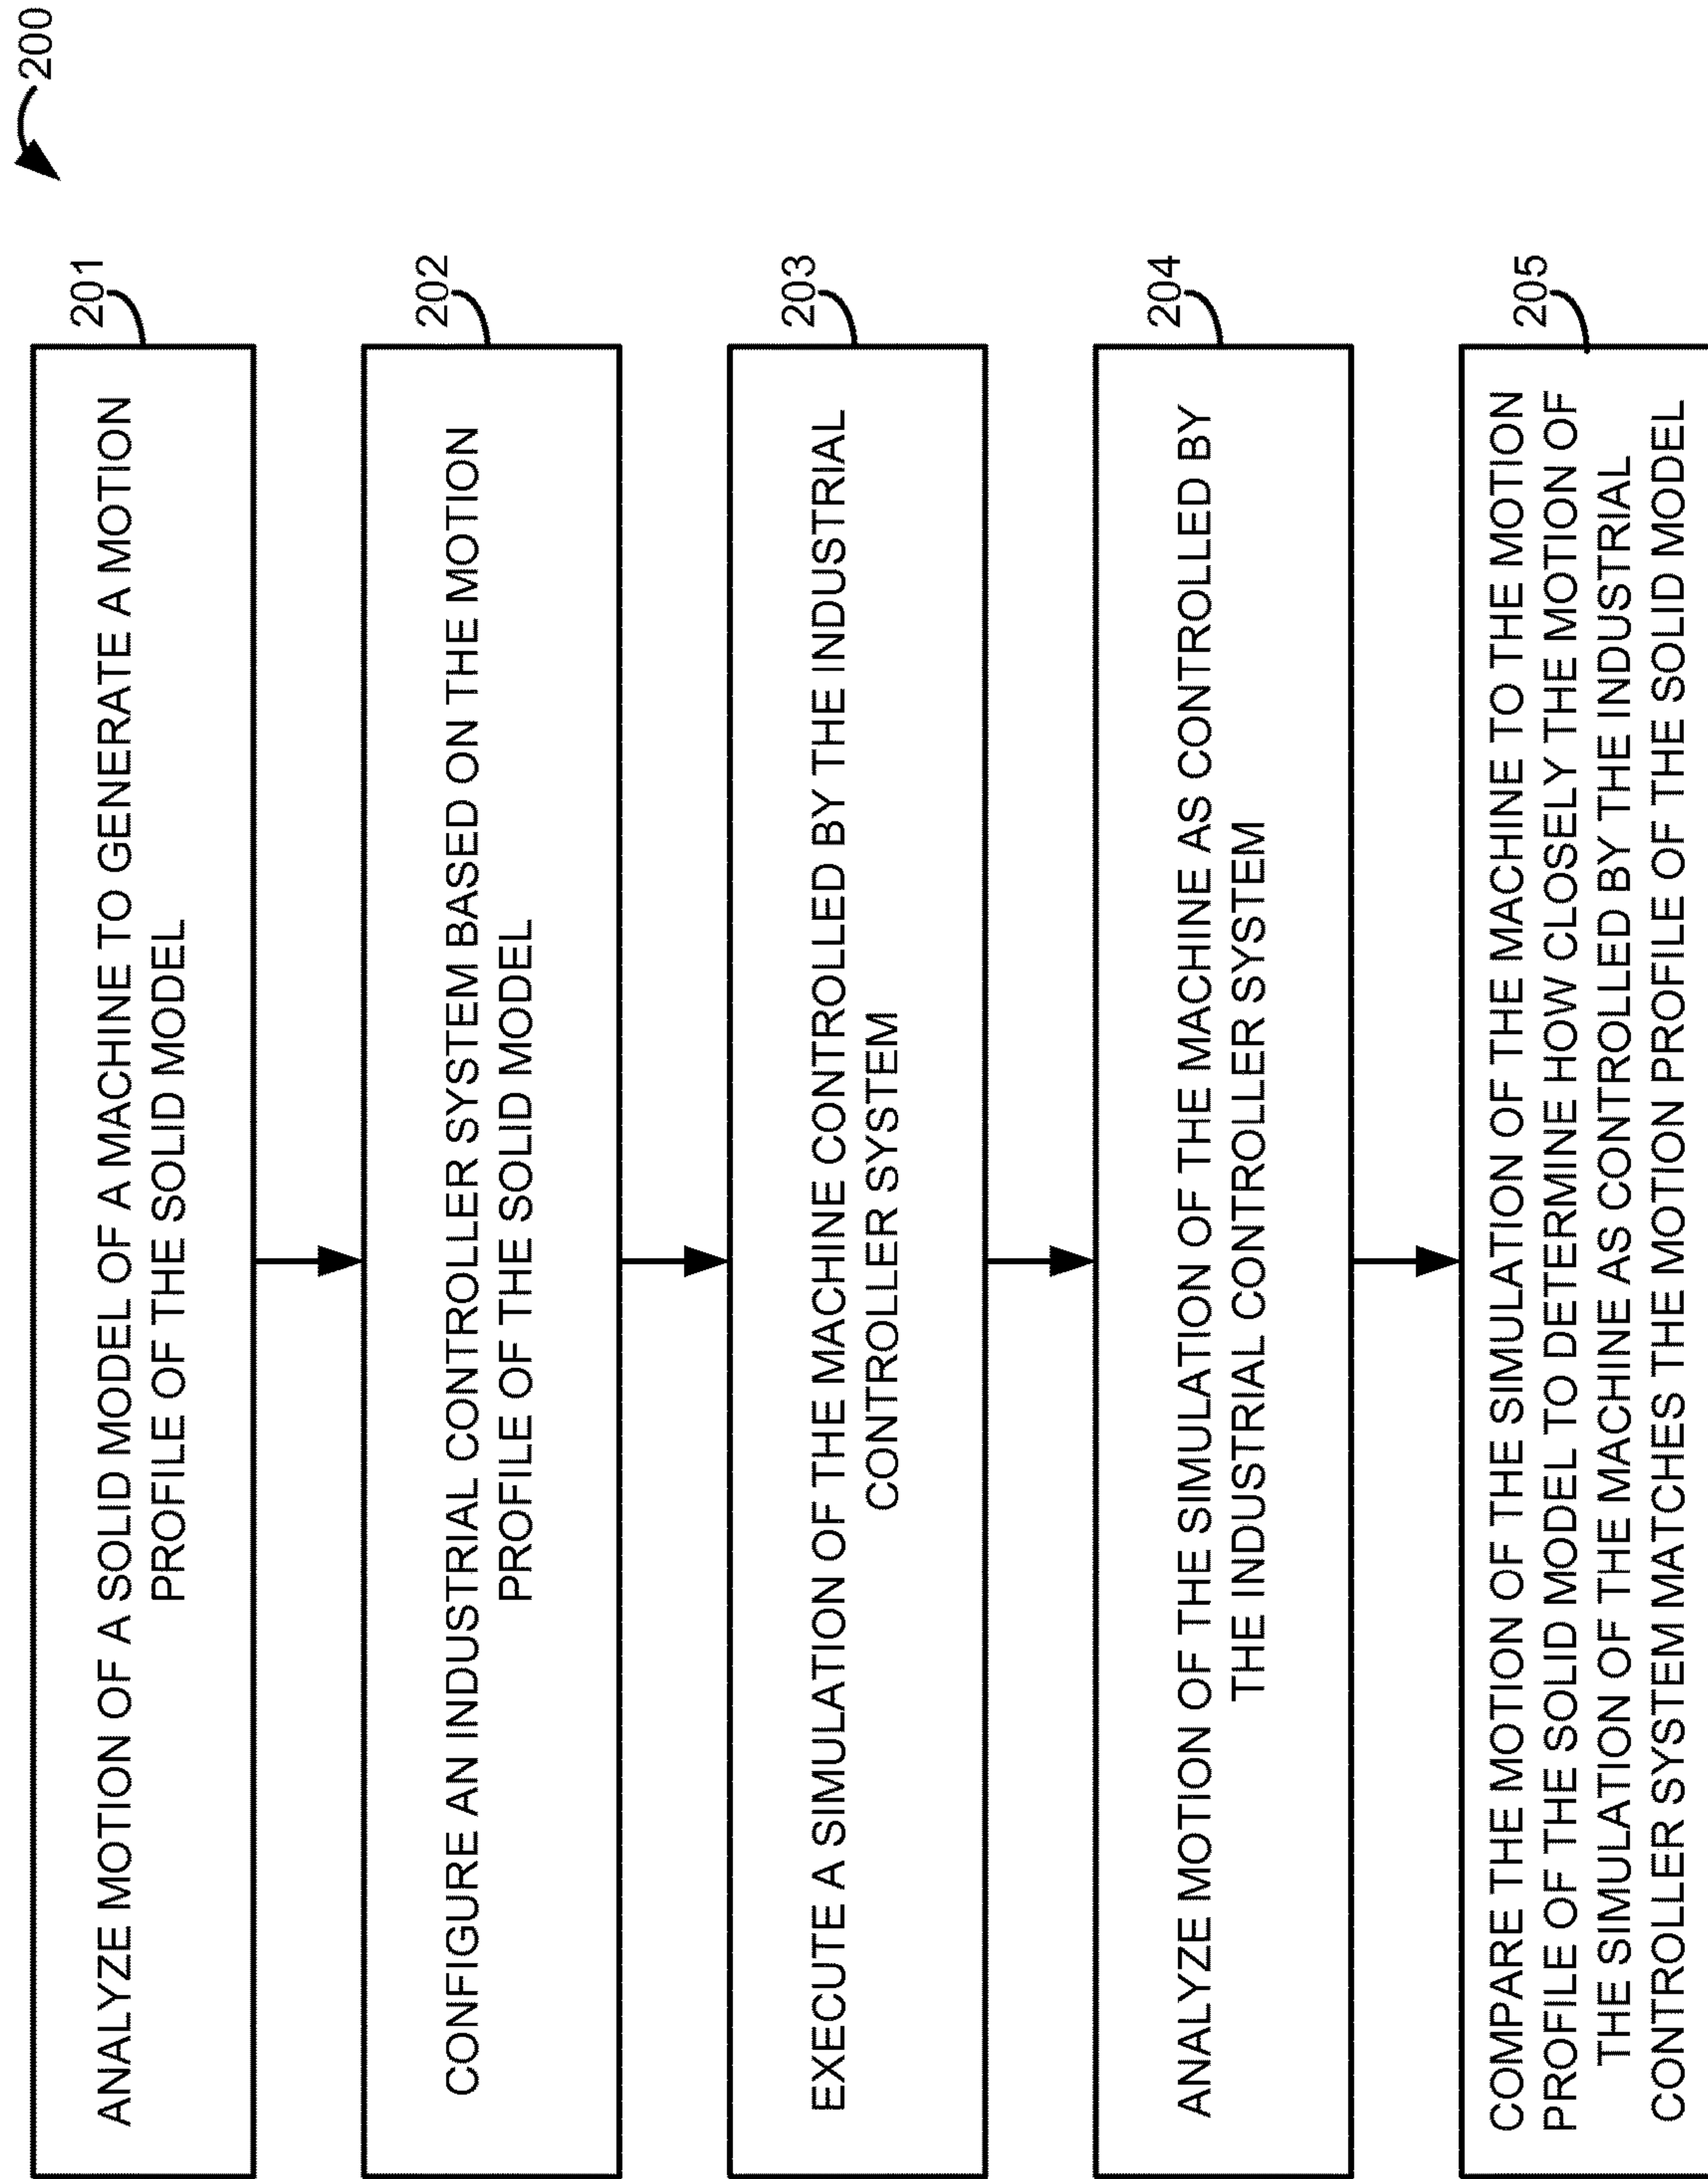 200
201
ANALYZE MOTION OF A SOLID MODEL OF A MACHINE TO GENERATE A MOTION
PROFILE OF THE SOLID MODEL
202
CONFIGURE AN INDUSTRIAL CONTROLLER SYSTEM BASED ON THE MOTION
PROFILE OF THE SOLID MODEL
203
EXECUTE A SIMULATION OF THE MACHINE CONTROLLED BY THE INDUSTRIAL
CONTROLLER SYSTEM
204
ANALYZE MOTION OF THE SIMULATION OF THE MACHINE AS CONTROLLED BY
THE INDUSTRIAL CONTROLLER SYSTEM
205
COMPARE THE MOTION OF THE SIMULATION OF THE MACHINE TO THE MOTION
PROFILE OF THE SOLID MODEL TO DETERMINE HOW CLOSELY THE MOTION OF
THE SIMULATION OF THE MACHINE AS CONTROLLED BY THE INDUSTRIAL
CONTROLLER SYSTEM MATCHES THE MOTION PROFILE OF THE SOLID MODEL